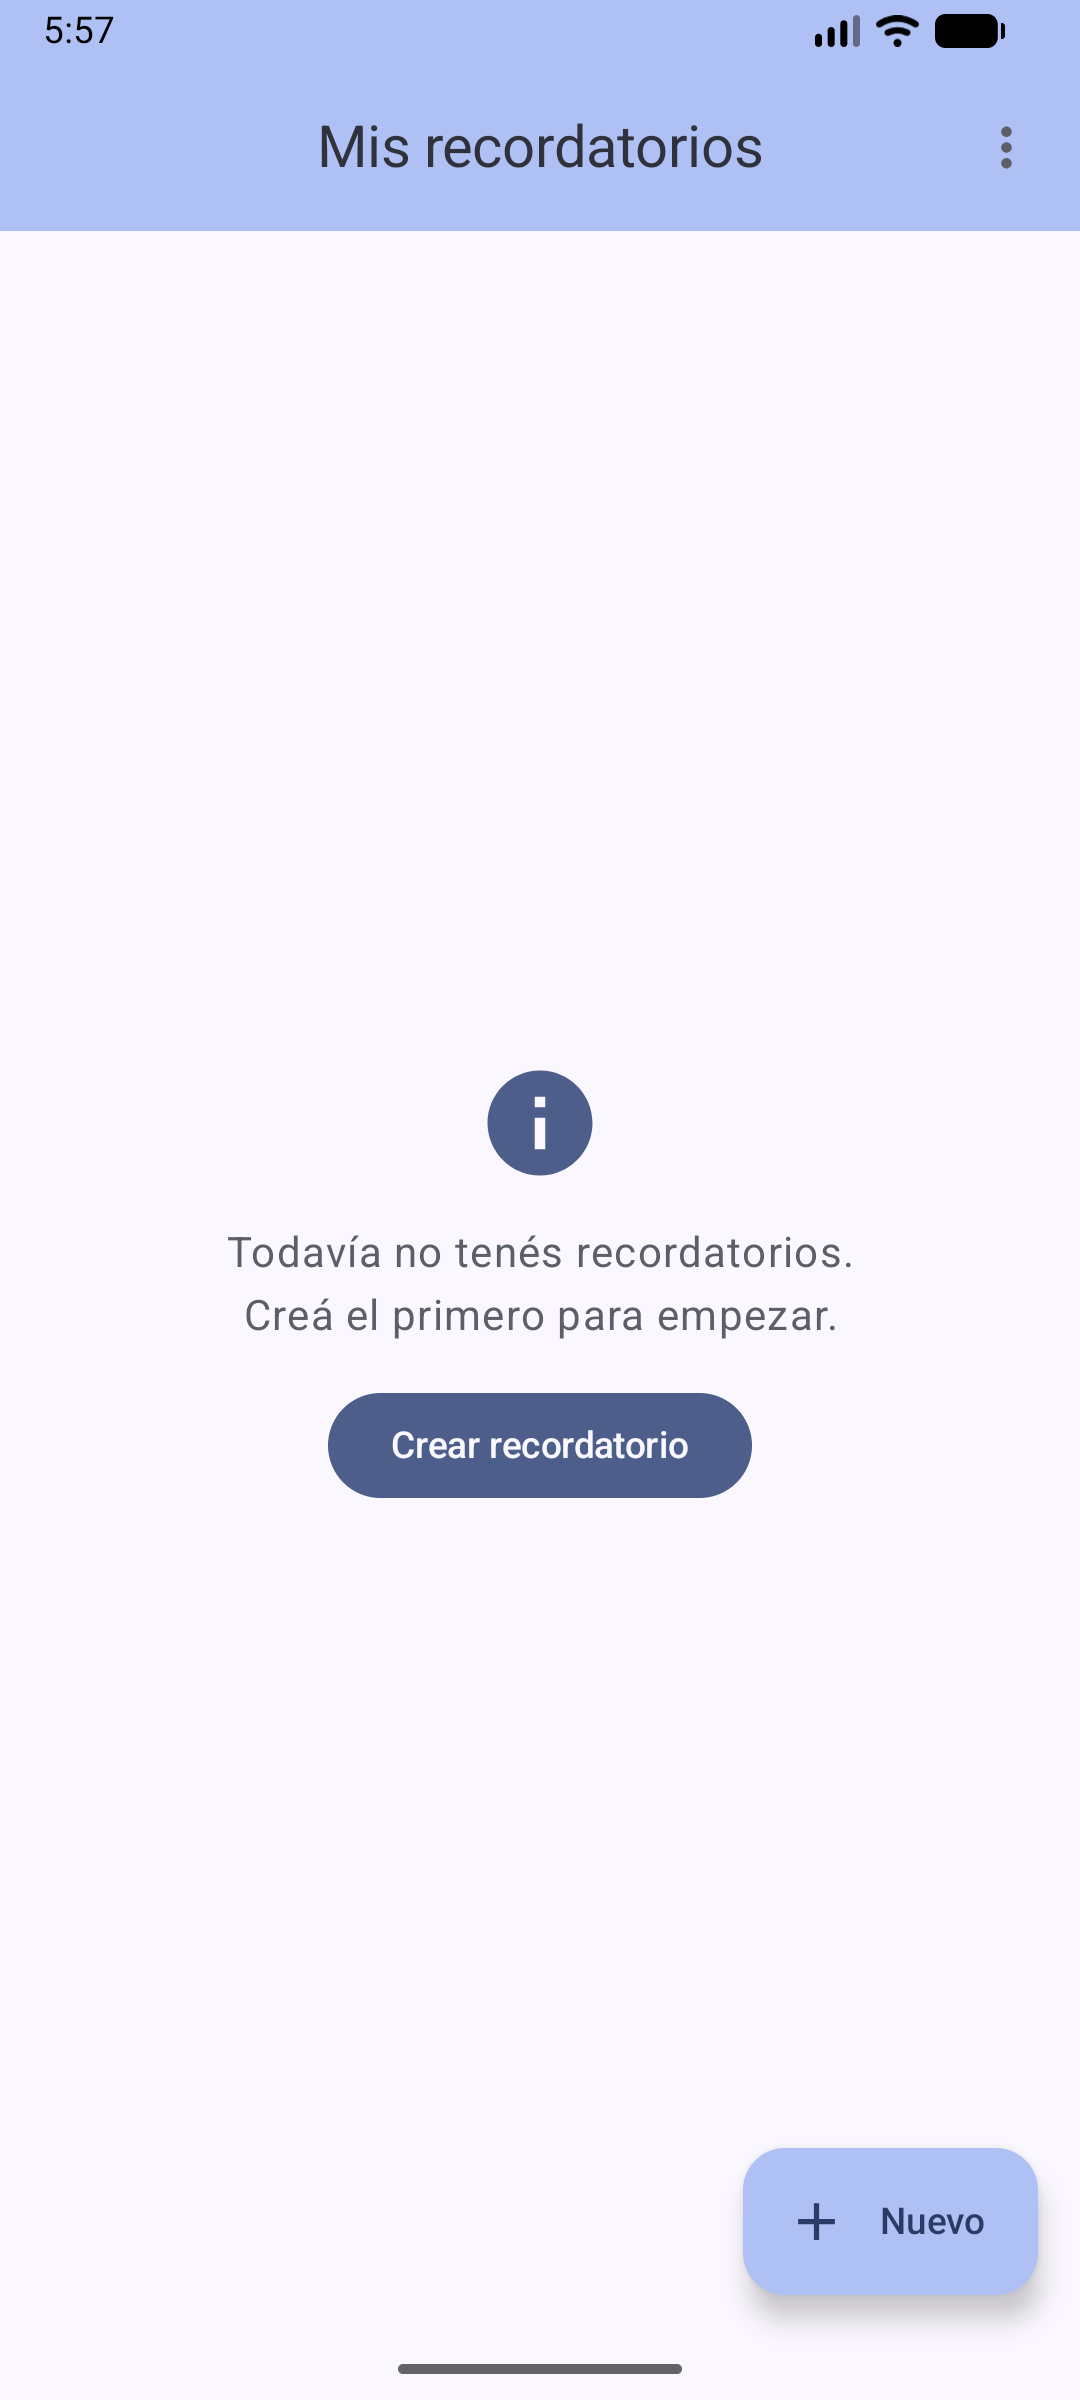 5:57
Mis recordatorios
Todavía no tenés recordatorios.
Creá el primero para empezar.
Crear recordatorio
Nuevo